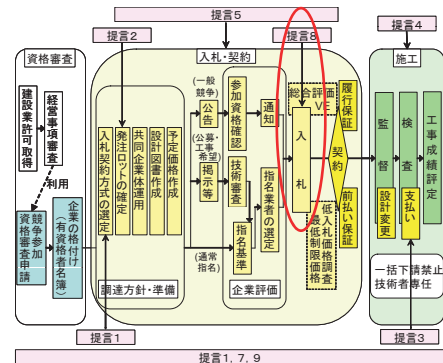 提言5
提言2
提言8
提言4
資格審査
入札・契約
施工
建設業許可取得
経営事項審査
利用
競争参加
資格審査申請
企業の格付け
(有資格者名簿)
入札契約方式の選定
発注ロットの確定
共同企業体運用
設計図書作成
予定価格作成
調達方針・準備
(一般競争)
公告
参加資格確認
通知
(公募・工事希望)
掲示等
技術審査
指名業者の選定
(通常指名)
指名基準
企業評価
総合評価
VE
入札
低入札価格調査
最低制限価格
履行保証
契約
前払い保証
監督
検査
工事成績評定
設計変更
支払い
一括下請禁止
技術者専任
提言1
提言3
提言1, 7, 9